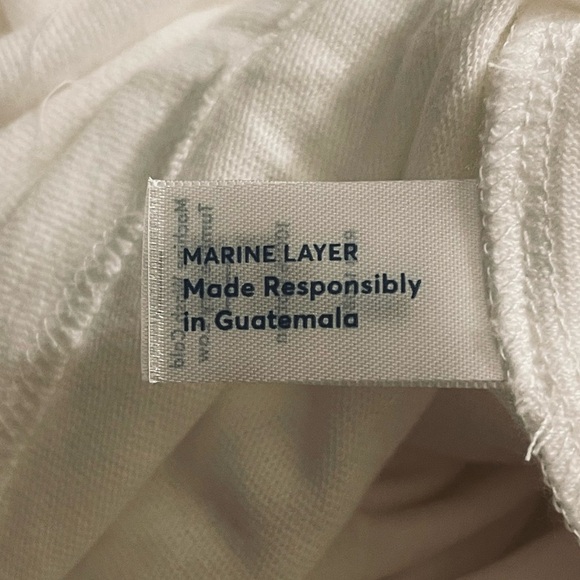 MARINE LAYER
Made Responsibly
in Guatemala